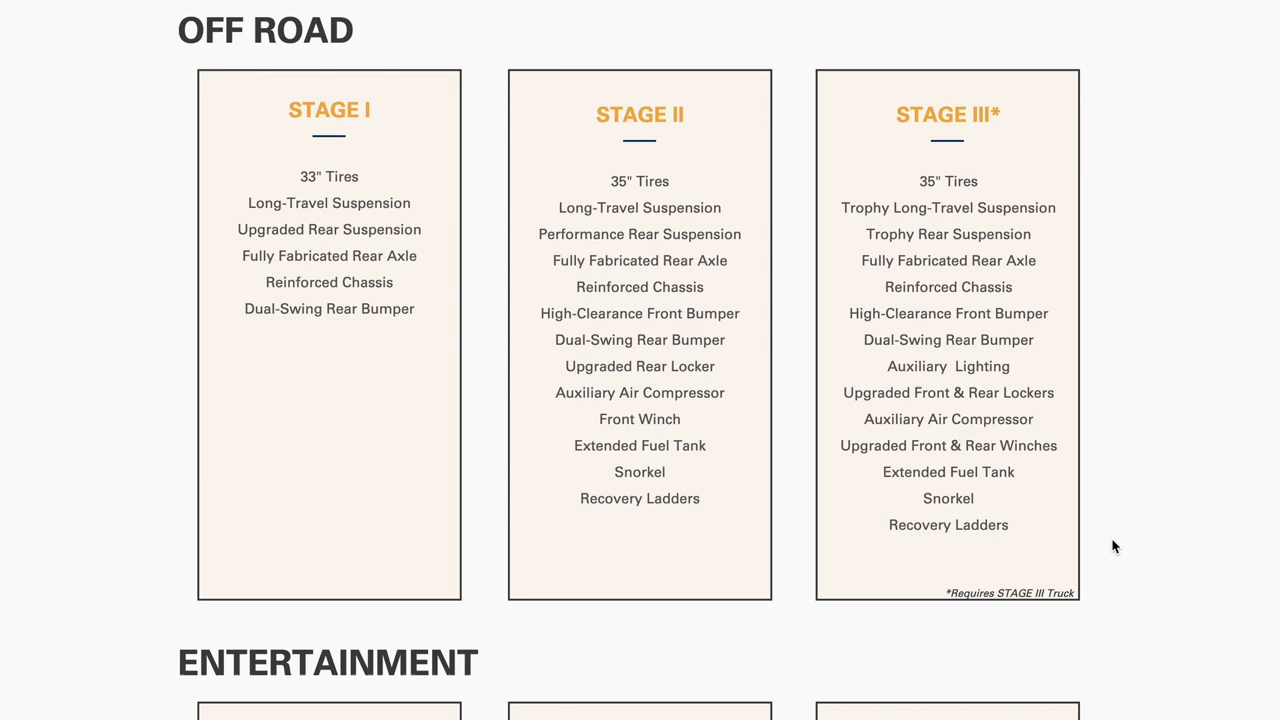 OFF ROAD
STAGE I
33" Tires
Long-Travel Suspension
Upgraded Rear Suspension
Fully Fabricated Rear Axle
Reinforced Chassis
Dual-Swing Rear Bumper
STAGE II
35" Tires
Long-Travel Suspension
Performance Rear Suspension
Fully Fabricated Rear Axle
Reinforced Chassis
High-Clearance Front Bumper
Dual-Swing Rear Bumper
Upgraded Rear Locker
Auxiliary Air Compressor
Front Winch
Extended Fuel Tank
Snorkel
Recovery Ladders
STAGE III*
35" Tires
Trophy Long-Travel Suspension
Trophy Rear Suspension
Fully Fabricated Rear Axle
Reinforced Chassis
High-Clearance Front Bumper
Dual-Swing Rear Bumper
Auxiliary  Lighting
Upgraded Front & Rear Lockers
Auxiliary Air Compressor
Upgraded Front & Rear Winches
Extended Fuel Tank
Snorkel
Recovery Ladders
*Requires STAGE III Truck
ENTERTAINMENT